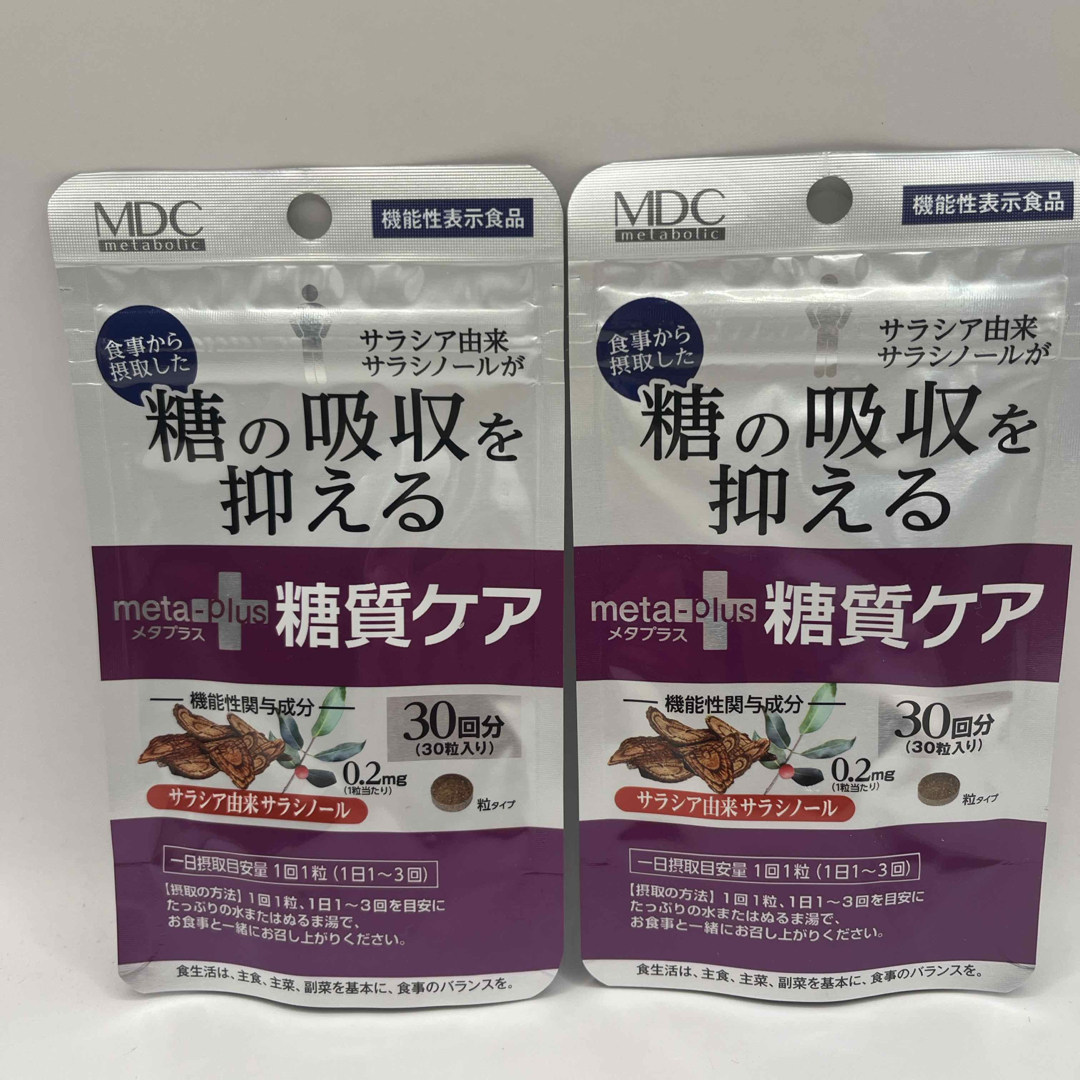 MDC
metabolic
機能性表示食品
食事から
摂取した
サラシア由来
サラシノールが
糖の吸収を
抑える
meta-plus
メタプラス
糖質ケア
機能性関与成分
30回分
(30粒入り)
0.2mg
(1粒当たり)
粒タイプ
サラシア由来サラシノール
一日摂取目安量 1回1粒(1日1〜3回)
【摂取の方法】1回1粒、1日1〜3回を目安に
たっぷりの水またはぬるま湯で、
お食事と一緒にお召し上がりください。
食生活は、主食、主菜、副菜を基本に、食事のバランスを。
MDC
metabolic
機能性表示食品
食事から
摂取した
サラシア由来
サラシノールが
糖の吸収を
抑える
meta-plus
メタプラス
糖質ケア
機能性関与成分
30回分
(30粒入り)
0.2mg
(1粒当たり)
粒タイプ
サラシア由来サラシノール
一日摂取目安量 1回1粒(1日1〜3回)
【摂取の方法】1回1粒、1日1〜3回を目安に
たっぷりの水またはぬるま湯で、
お食事と一緒にお召し上がりください。
食生活は、主食、主菜、副菜を基本に、食事のバランスを。